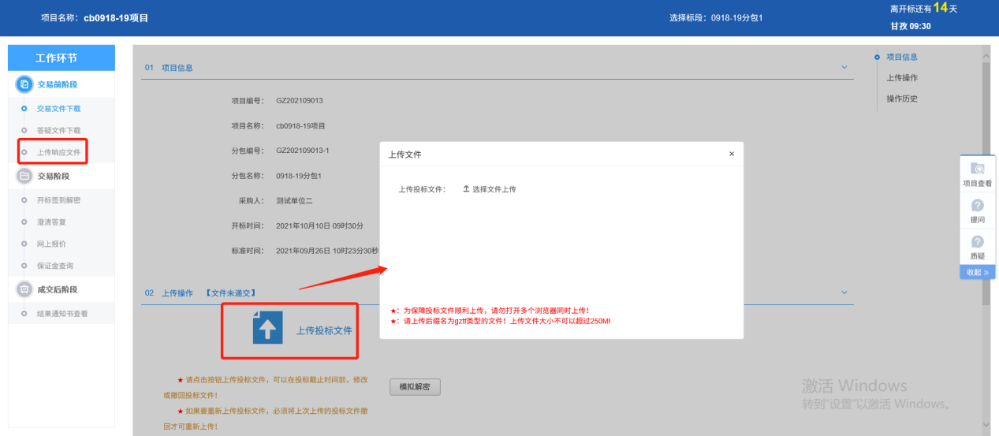 项目名称：cb0918-19项目
选择标段：0918-19分包1
离开标还有14天
甘孜 09:30
工作环节
交易前阶段
交易文件下载
答疑文件下载
上传响应文件
交易阶段
开标签到解密
澄清答复
网上报价
保证金查询
成交后阶段
结果通知书查看
01 项目信息
项目编号： GZ202109013
项目名称： cb0918-19项目
分包编号： GZ202109013-1
分包名称： 0918-19分包1
采购人： 测试单位二
开标时间： 2021年10月10日 09时30分
标准时间： 2021年09月26日 10时23分30秒
02 上传操作 【文件未递交】
上传投标文件
★ 请点击按钮上传投标文件，可以在投标截止时间前，修改
或撤回投标文件！
★ 如果要重新上传投标文件，必须将上次上传的投标文件撤
回才可重新上传！
模拟解密
上传文件 ×
上传投标文件： 选择文件上传
★：为保障投标文件顺利上传，请勿打开多个浏览器同时上传！
★：请上传后缀名为gztf类型的文件！上传文件大小不可以超过250M!
项目信息
上传操作
操作历史
项目查看
提问
质疑
收起 »
激活 Windows
转到"设置"以激活 Windows。